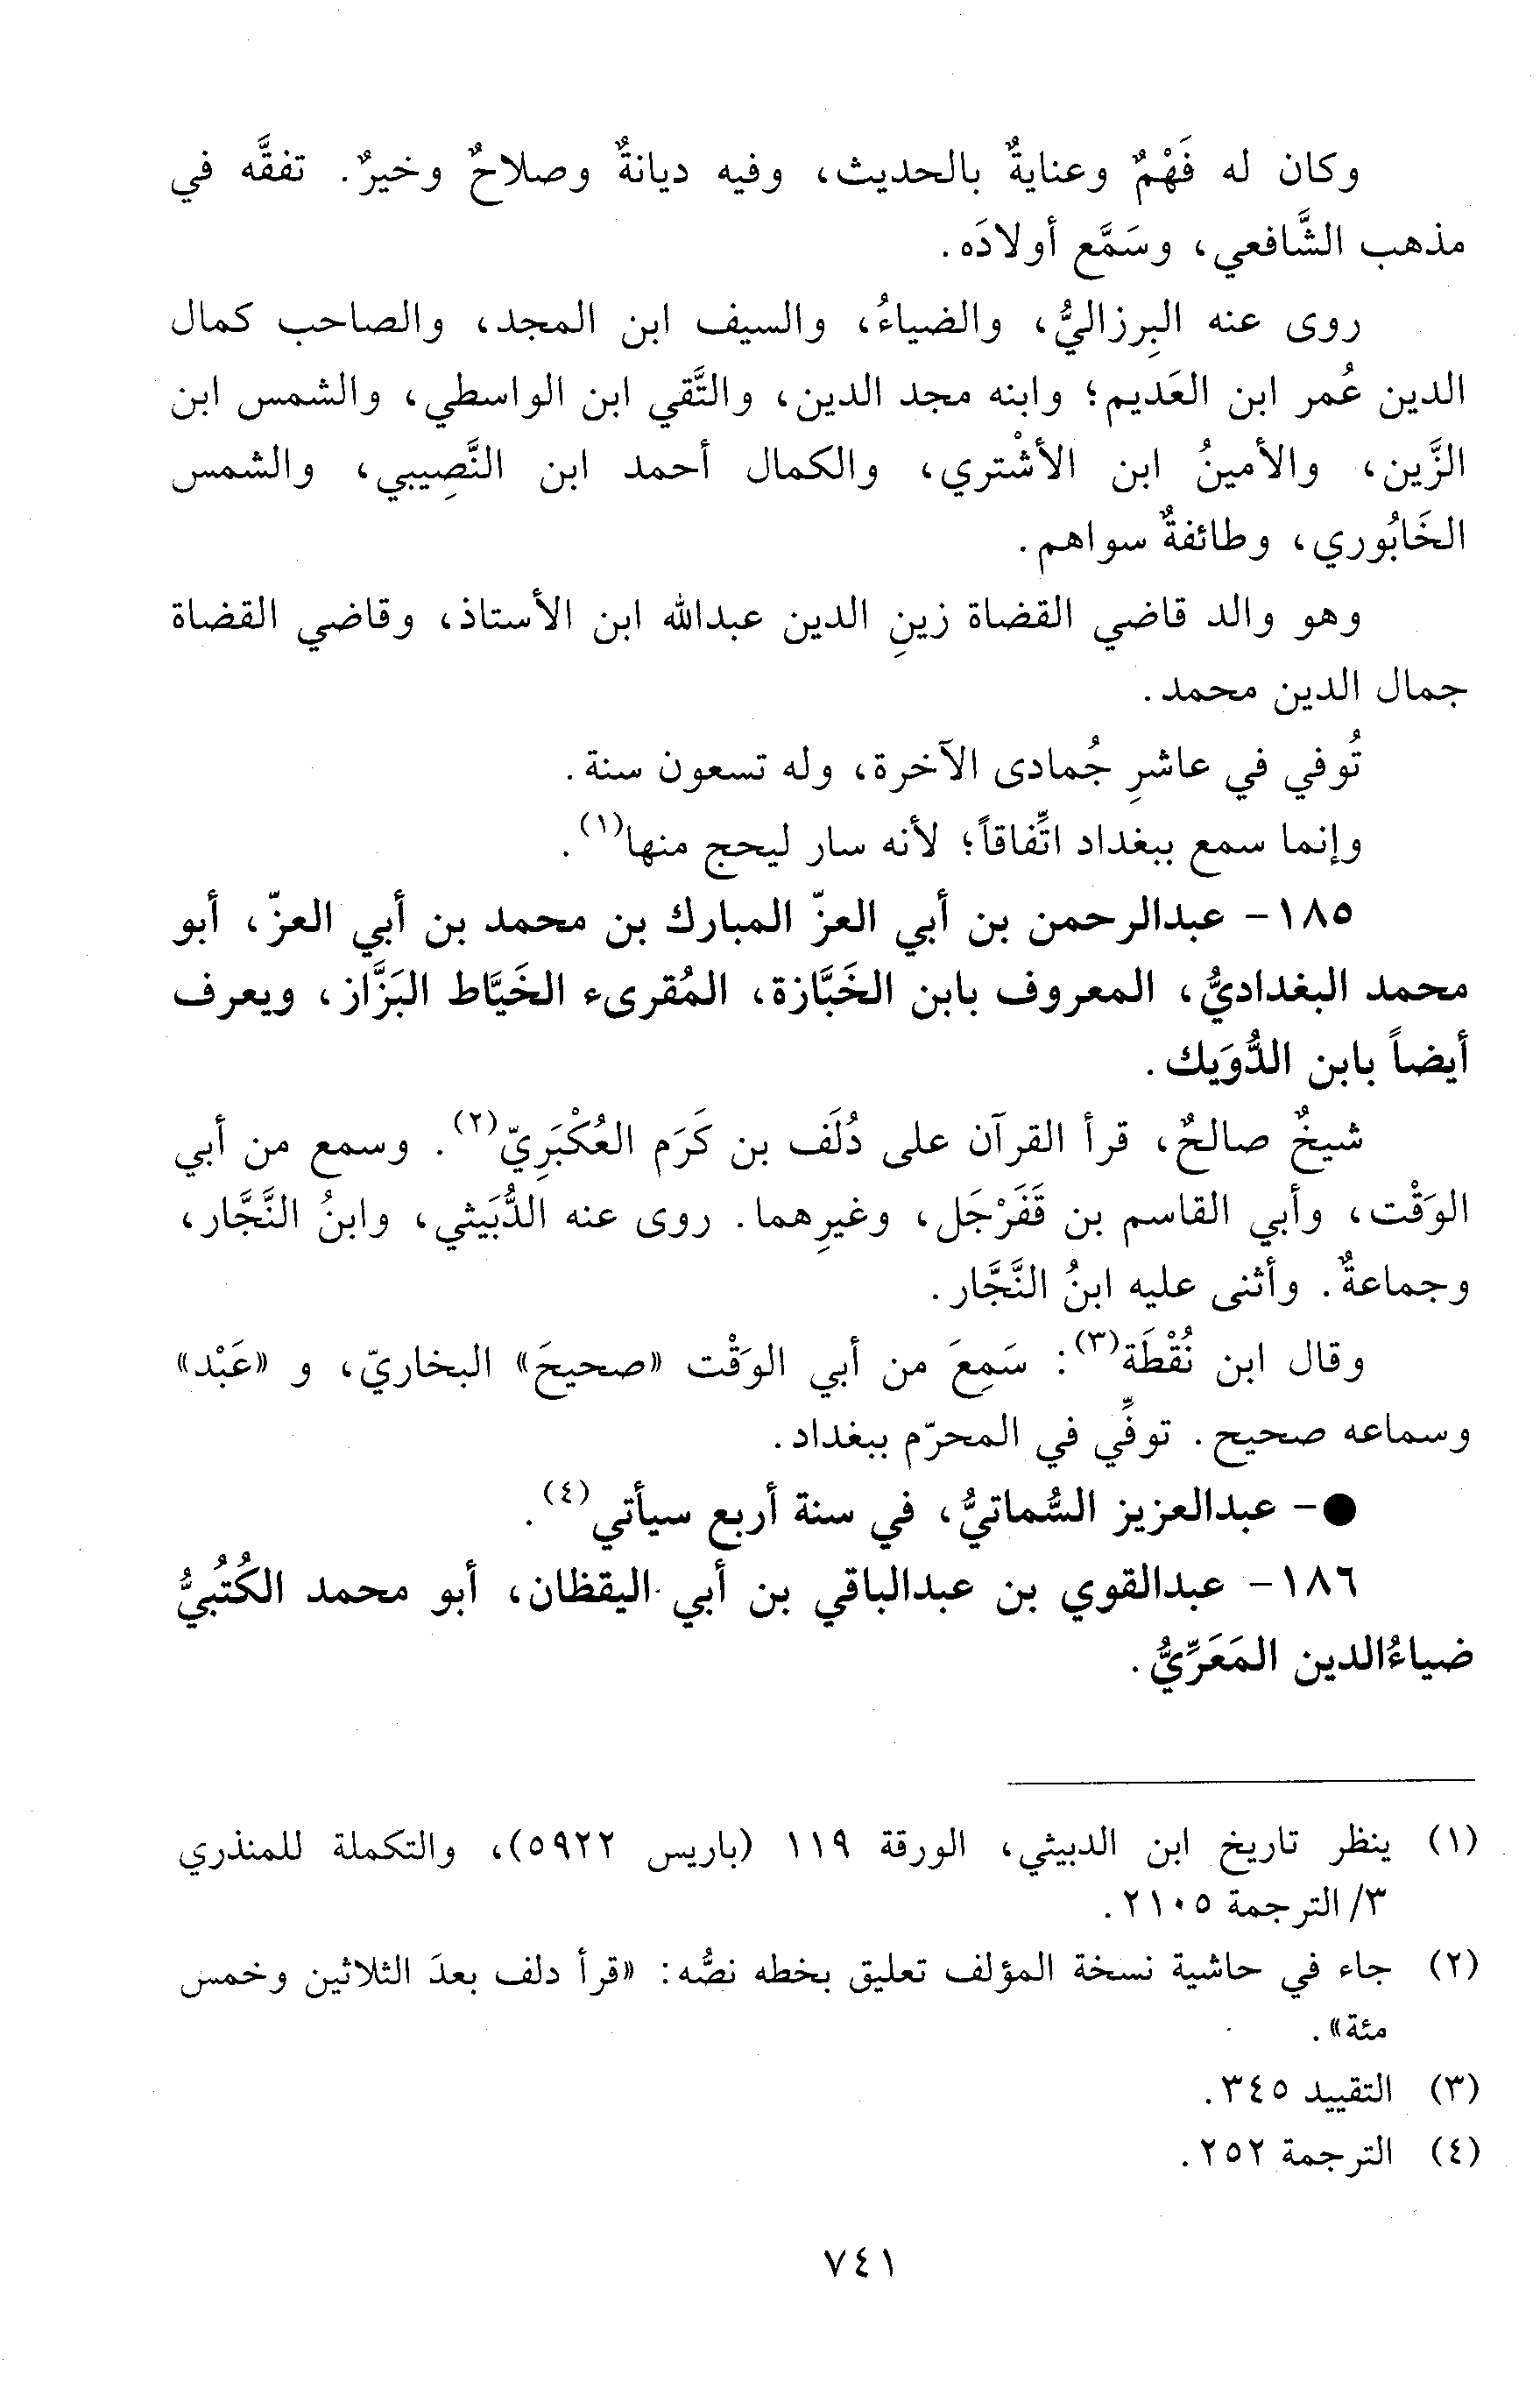 وكان له فَهْمٌ وعنايةٌ بالحديث، وفيه ديانةٌ وصلاحٌ وخيرٌ. تفقَّه في
مذهب الشَّافعي، وسَمَّع أولادَه.
روى عنه البِرزاليُّ، والضياءُ، والسيف ابن المجد، والصاحب كمال
الدين عُمر ابن العَديم؛ وابنه مجد الدين، والتَّقي ابن الواسطي، والشمس ابن
الزَّين، والأمينُ ابن الأشْتري، والكمال أحمد ابن النَّصِيبي، والشمس
الخَابُوري، وطائفةٌ سواهم.
وهو والد قاضي القضاة زينِ الدين عبدالله ابن الأستاذ، وقاضي القضاة
جمال الدين محمد.
تُوفي في عاشرِ جُمادى الآخرة، وله تسعون سنة.
وإنما سمع ببغداد اتِّفاقاً؛ لأنه سار ليحج منها(١).
١٨٥- عبدالرحمن بن أبي العزّ المبارك بن محمد بن أبي العزّ، أبو
محمد البغداديُّ، المعروف بابن الخَبَّازة، المُقرىء الخَيَّاط البَزَّاز، ويعرف
أيضاً بابن الدُّوَيك.
شيخٌ صالحٌ، قرأ القرآن على دُلَف بن كَرَم العُكْبَرِيّ(٢). وسمع من أبي
الوَقْت، وأبي القاسم بن قَفَرْجَل، وغيرِهما. روى عنه الدُّبَيثي، وابنُ النَّجَّار،
وجماعةٌ. وأثنى عليه ابنُ النَّجَّار.
وقال ابن نُقْطَة(٣): سَمِعَ من أبي الوَقْت «صحيحَ» البخاريّ، و «عَبْد»
وسماعه صحيح. توفِّي في المحرّم ببغداد.
●- عبدالعزيز السُّماتيُّ، في سنة أربع سيأتي(٤).
١٨٦- عبدالقوي بن عبدالباقي بن أبي اليقظان، أبو محمد الكُتُبيُّ
ضياءُالدين المَعَرِّيُّ.
(١) ينظر تاريخ ابن الدبيثي، الورقة ١١٩ (باريس ٥٩٢٢)، والتكملة للمنذري
٣/ الترجمة ٢١٠٥.
(٢) جاء في حاشية نسخة المؤلف تعليق بخطه نصُّه: «قرأ دلف بعدَ الثلاثين وخمس
مئة».
(٣) التقييد ٣٤٥.
(٤) الترجمة ٢٥٢.
٧٤١